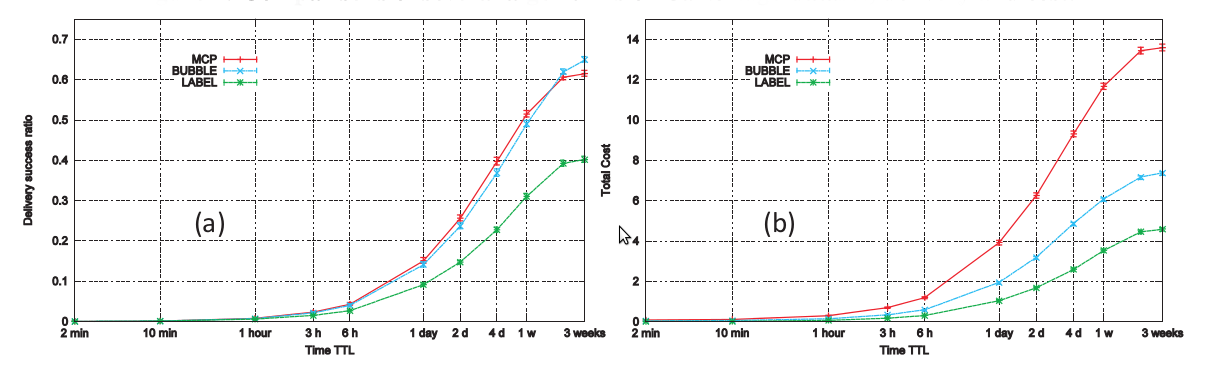 0.7
0.6
0.5
0.4
0.3
0.2
0.1
0
Delivery success ratio
MCP
BUBBLE
LABEL
(a)
2 min 10 min 1 hour 3 h 6 h 1 day 2 d 4 d 1 w 3 weeks
Time TTL
14
12
10
8
6
4
2
0
Total Cost
MCP
BUBBLE
LABEL
(b)
2 min 10 min 1 hour 3 h 6 h 1 day 2 d 4 d 1 w 3 weeks
Time TTL